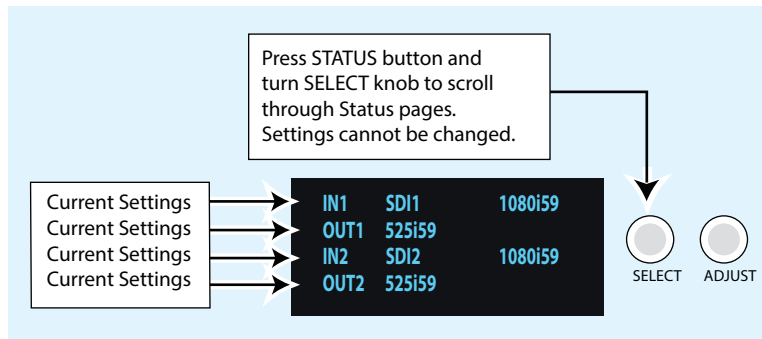 Press STATUS button and
turn SELECT knob to scroll
through Status pages.
Settings cannot be changed.
Current Settings
Current Settings
Current Settings
Current Settings
IN1 SDI1 1080i59
OUT1 525i59
IN2 SDI2 1080i59
OUT2 525i59
SELECT ADJUST